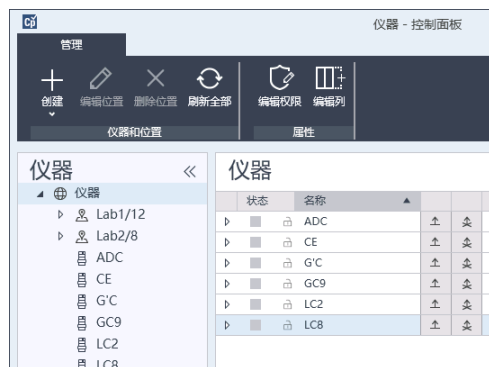 Cp
仪器 - 控制面板
管理
创建
编辑位置
删除位置
刷新全部
编辑权限
编辑列
仪器和位置
属性
仪器
仪器
Lab1/12
Lab2/8
ADC
CE
G'C
GC9
LC2
LC8
仪器
状态
名称
ADC
CE
G'C
GC9
LC2
LC8